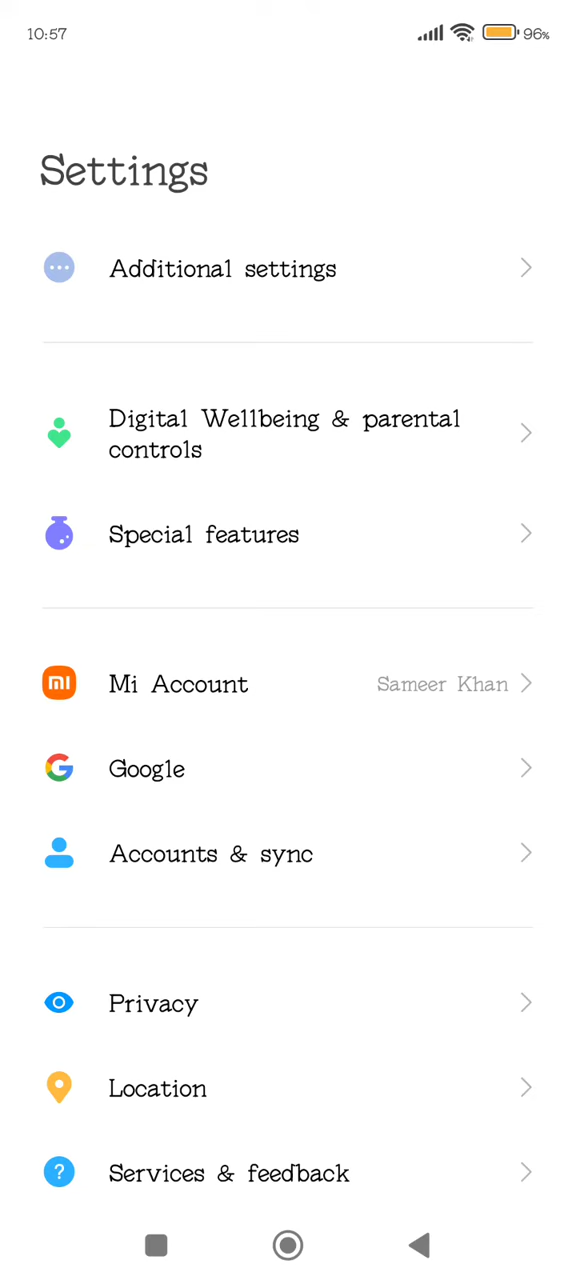 10:57 96%
Settings
Additional settings
Digital Wellbeing & parental
controls
Special features
Mi Account Sameer Khan
Google
Accounts & sync
Privacy
Location
Services & feedback